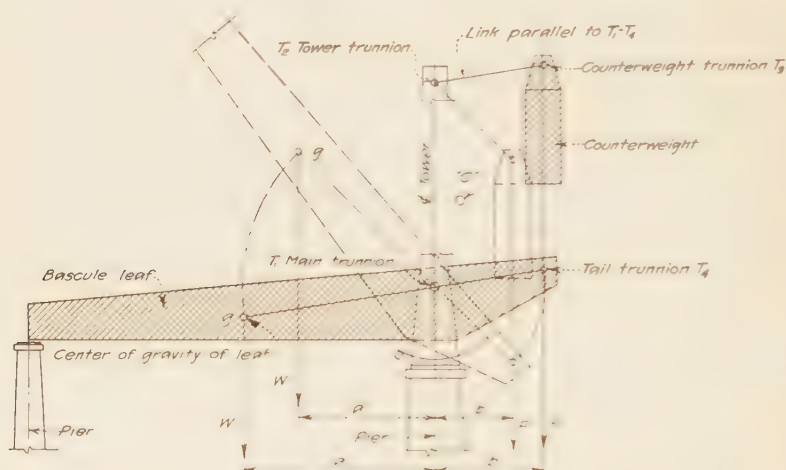 T₂ Tower trunnion
Link parallel to T₁-T₄
Counterweight trunnion T₃
Counterweight
Tower
g
T₁ Main trunnion
Bascule leaf
Tail trunnion T₄
g
Center of gravity of leaf
W
W
Pier
Pier